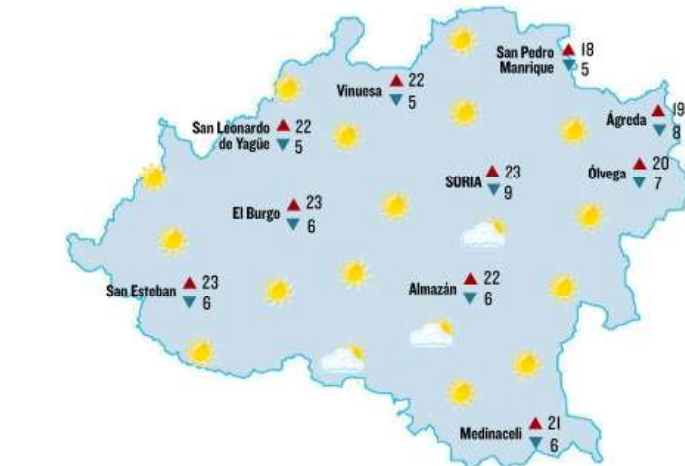 San Pedro 18
Manrique 5
Vinuesa 22
5
Ágreda 19
8
San Leonardo 22
de Yagüe 5
Ólvega 20
7
SORIA 23
9
El Burgo 23
6
San Esteban 23
6
Almazán 22
6
Medinaceli 21
6